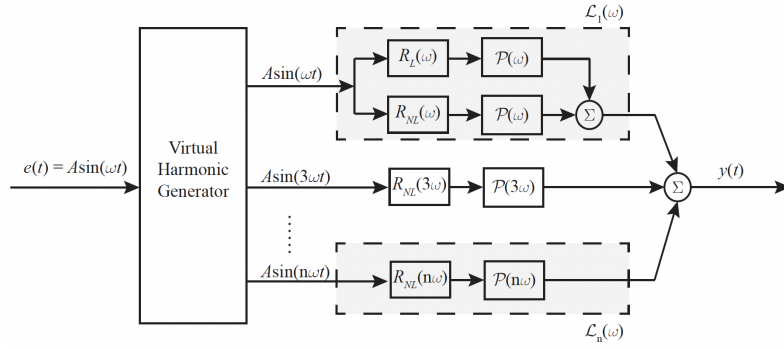 𝓛₁(ω)
R_L(ω)
𝒫(ω)
Asin(ωt)
R_NL(ω)
𝒫(ω)
Σ
Virtual
Harmonic
Generator
e(t) = Asin(ωt)
Asin(3ωt)
R_NL(3ω)
𝒫(3ω)
Σ
y(t)
Asin(nωt)
R_NL(nω)
𝒫(nω)
𝓛ₙ(ω)